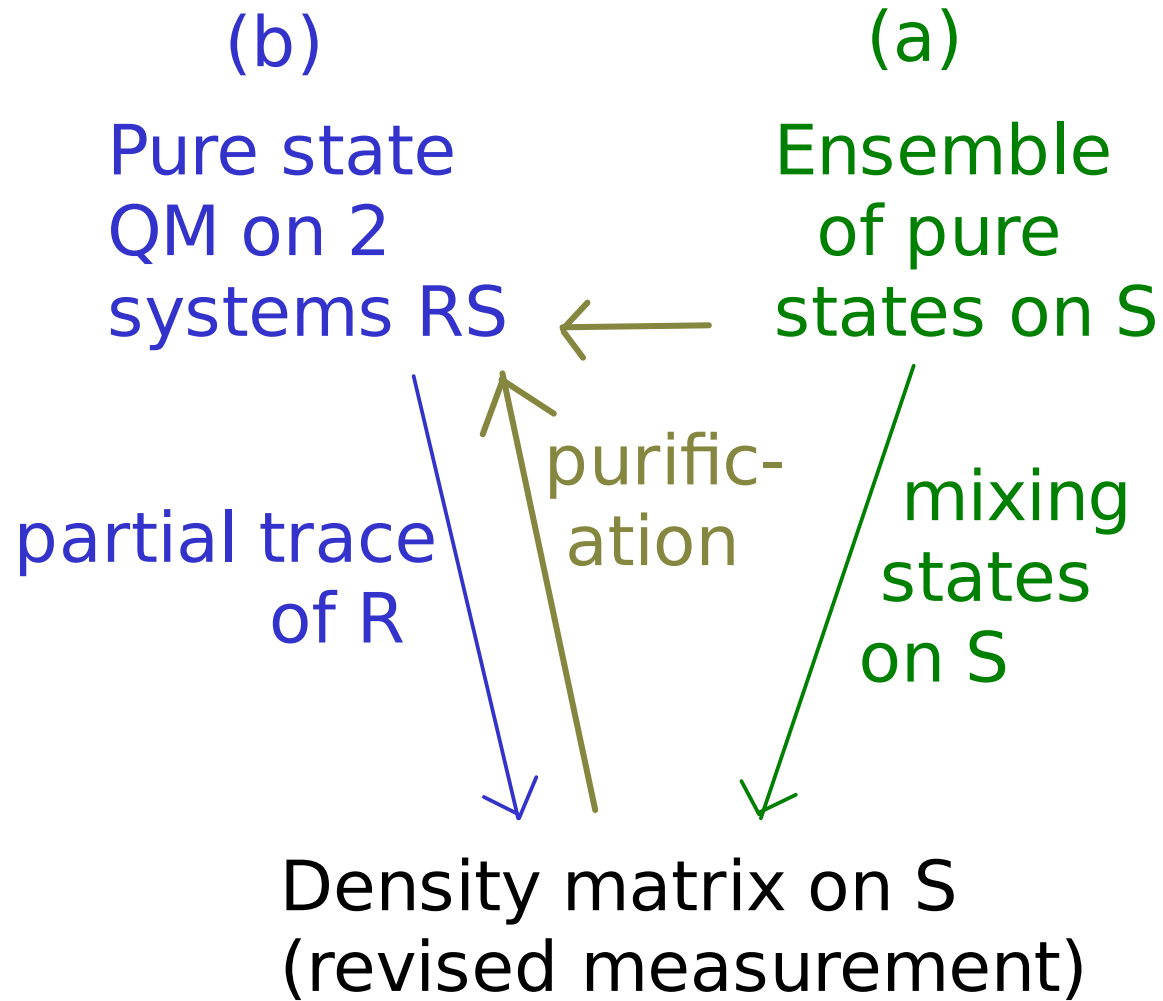 (b)
Pure state
QM on 2
systems RS
(a)
Ensemble
of pure
states on S
partial trace
of R
purific-
ation
mixing
states
on S
Density matrix on S
(revised measurement)